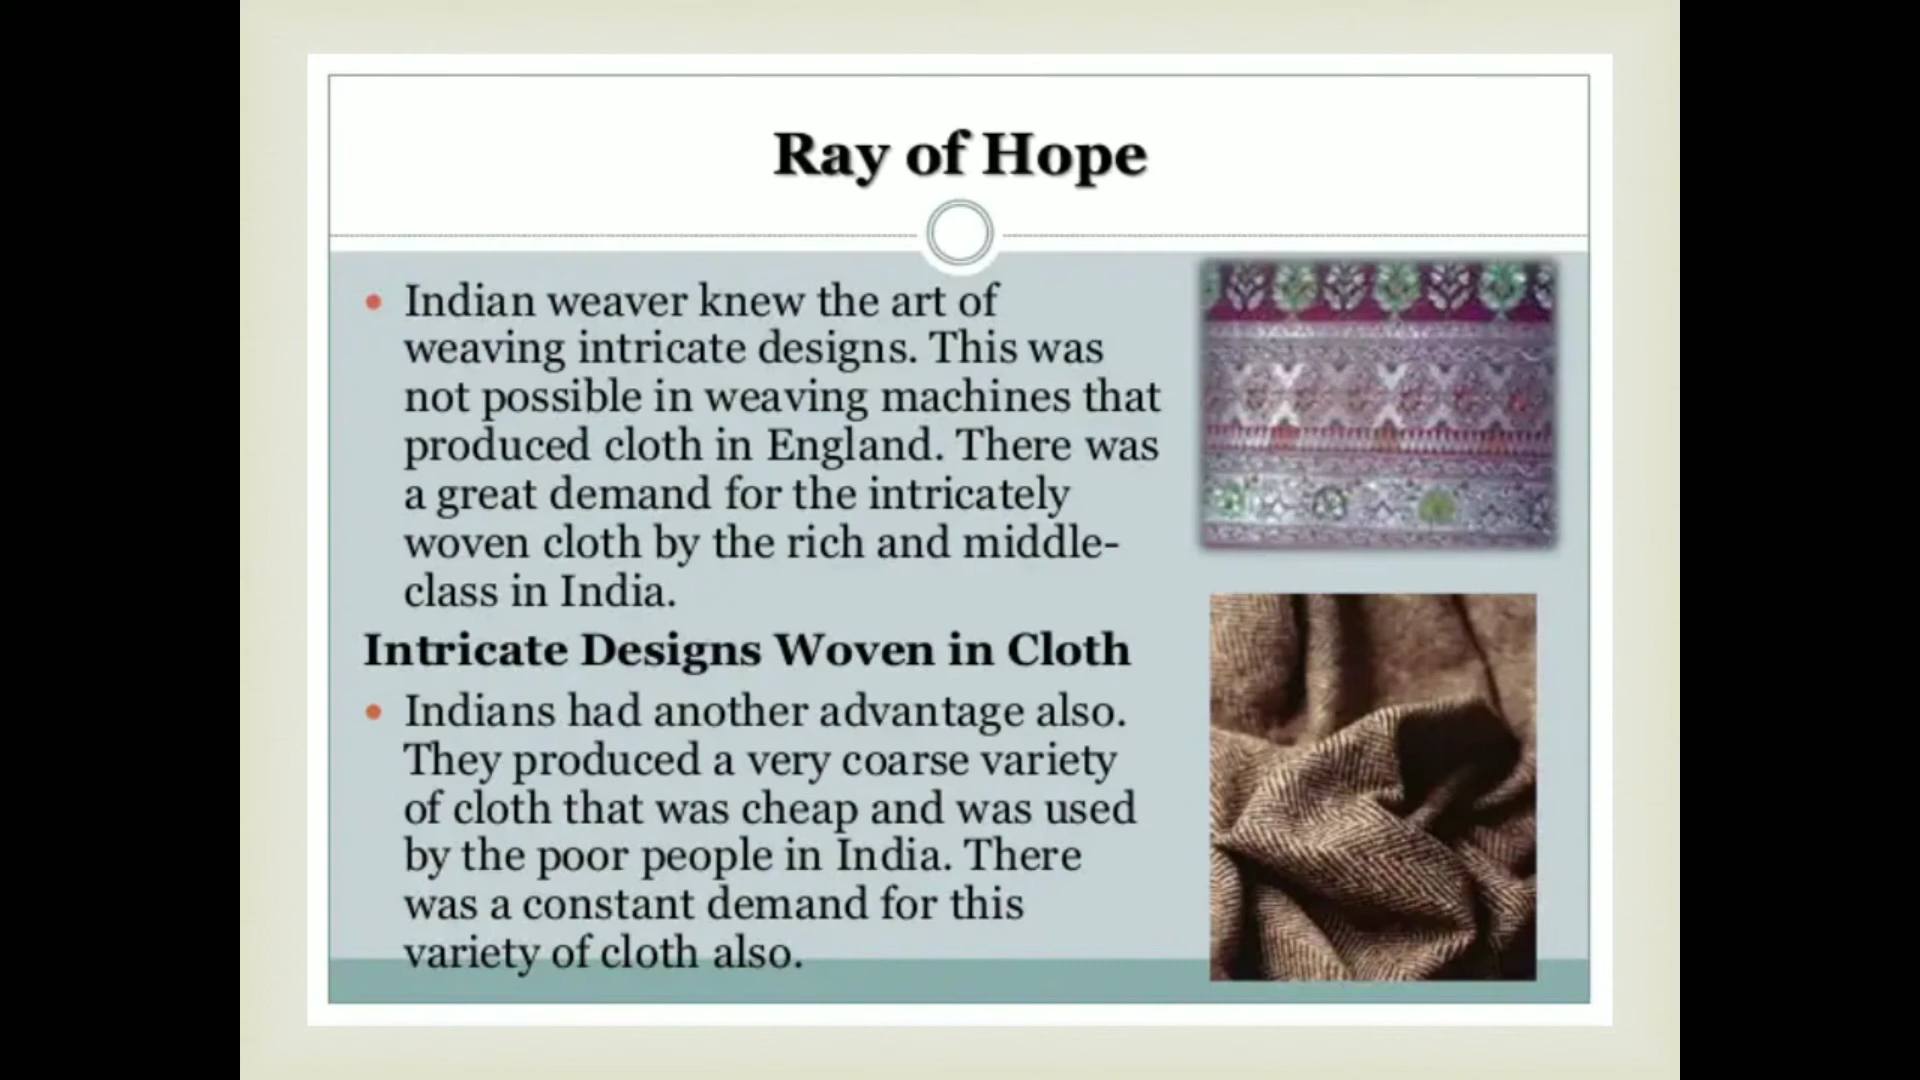 Ray of Hope
Indian weaver knew the art of
weaving intricate designs. This was
not possible in weaving machines that
produced cloth in England. There was
a great demand for the intricately
woven cloth by the rich and middle-
class in India.
Intricate Designs Woven in Cloth
Indians had another advantage also.
They produced a very coarse variety
of cloth that was cheap and was used
by the poor people in India. There
was a constant demand for this
variety of cloth also.